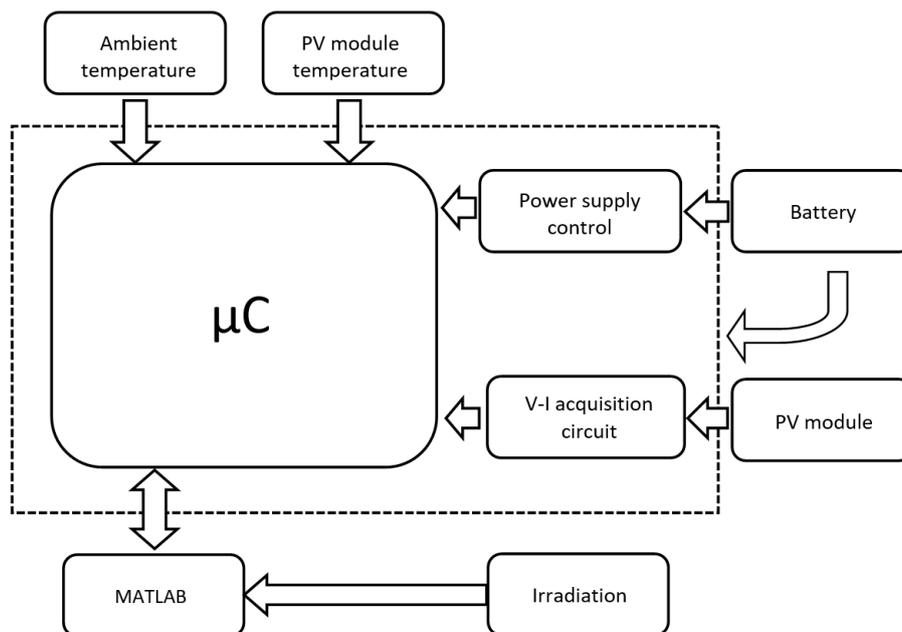 Ambient
temperature
PV module
temperature
Power supply
control
Battery
µC
V-I acquisition
circuit
PV module
MATLAB
Irradiation